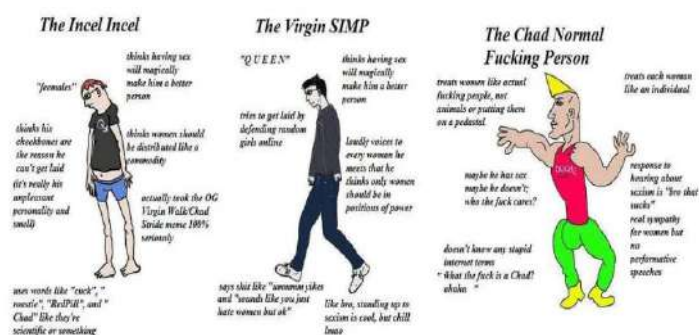 The Incel Incel
"feemales"
thinks having sex
will magically
make him a better
person
thinks his
cheekbones are
the reason he
can't get laid
(it's really his
unpleasant
personality and
smell)
thinks women should
be distributed like a
commodity
actually took the OG
Virgin Walk/Chad
Stride meme 100%
seriously
uses words like "cuck", "
roastie", "RedPill", and "
Chad" like they're
scientific or something
The Virgin SIMP
"QUEEN"
thinks having sex
will magically
make him a better
person
tries to get laid by
defending random
girls online
loudly voices to
every woman he
meets that he
thinks only women
should be in
positions of power
says shit like "ummmm yikes
and "sounds like you just
hate women but ok"
like bro, standing up to
sexism is cool, but chill
lmao
The Chad Normal
Fucking Person
treats women like actual
fucking people, not
animals or putting them
on a pedestal
treats each woman
like an individual
maybe he has sex
maybe he doesn't;
who the fuck cares?
response to
hearing about
sexism is "bro that
sucks"
real sympathy
for women but
no
performative
speeches
doesn't know any stupid
internet terms
"What the fuck is a Chad?
ahaha "